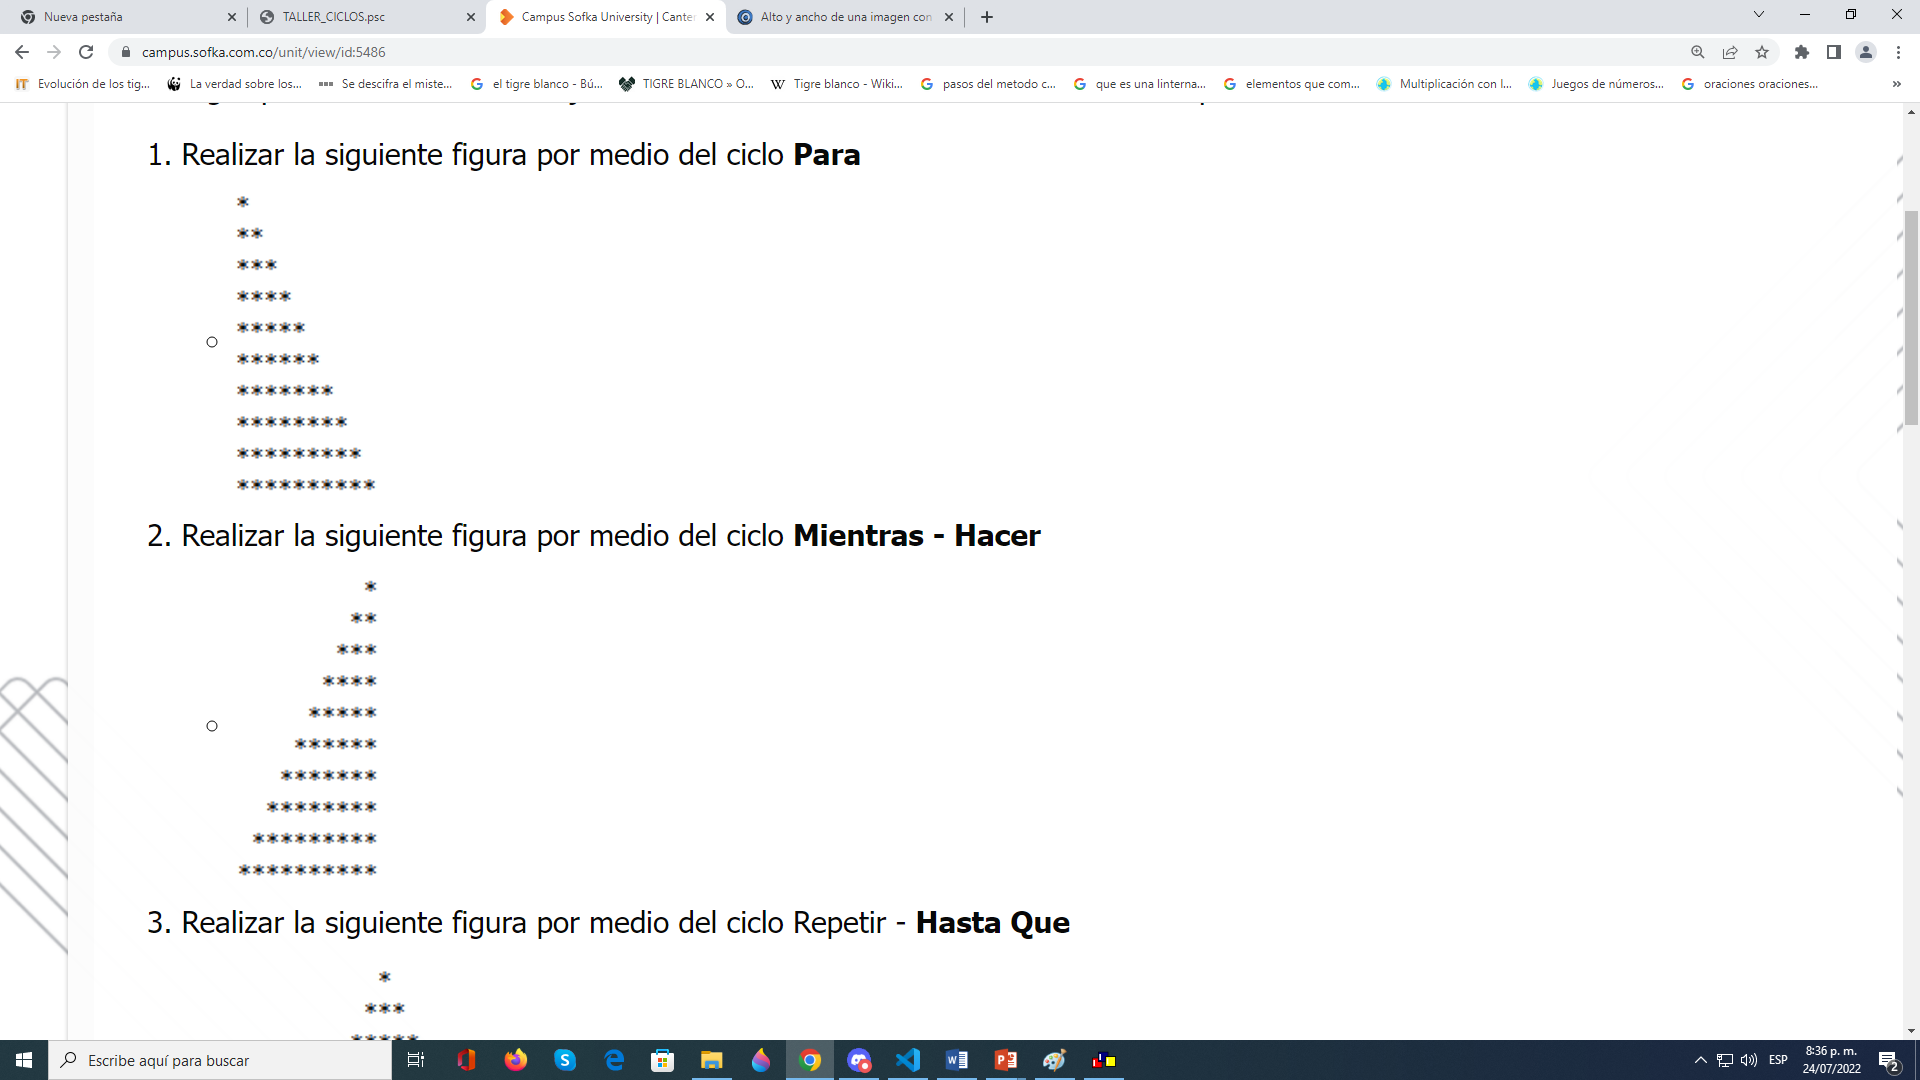 Nueva pestaña
TALLER_CICLOS.psc
Campus Sofka University | Canter
Alto y ancho de una imagen con
campus.sofka.com.co/unit/view/id:5486
Evolución de los tig...
La verdad sobre los...
Se descifra el miste...
el tigre blanco - Bú...
TIGRE BLANCO » O...
Tigre blanco - Wiki...
pasos del metodo c...
que es una linterna...
elementos que com...
Multiplicación con l...
Juegos de números...
oraciones oraciones...
1. Realizar la siguiente figura por medio del ciclo Para
*
**
***
****
*****
******
*******
********
*********
**********
2. Realizar la siguiente figura por medio del ciclo Mientras - Hacer
*
**
***
****
*****
******
*******
********
*********
**********
3. Realizar la siguiente figura por medio del ciclo Repetir - Hasta Que
*
***
*****
Escribe aquí para buscar
ESP
8:36 p. m.
24/07/2022
2